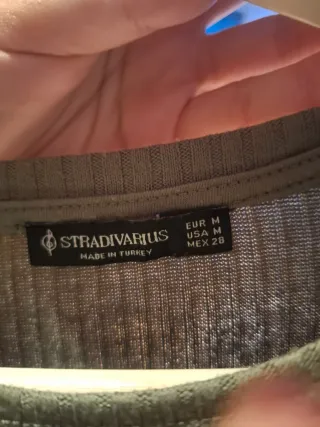 STRADIVARIUS
MADE IN TURKEY
EUR M
USA M
MEX 28